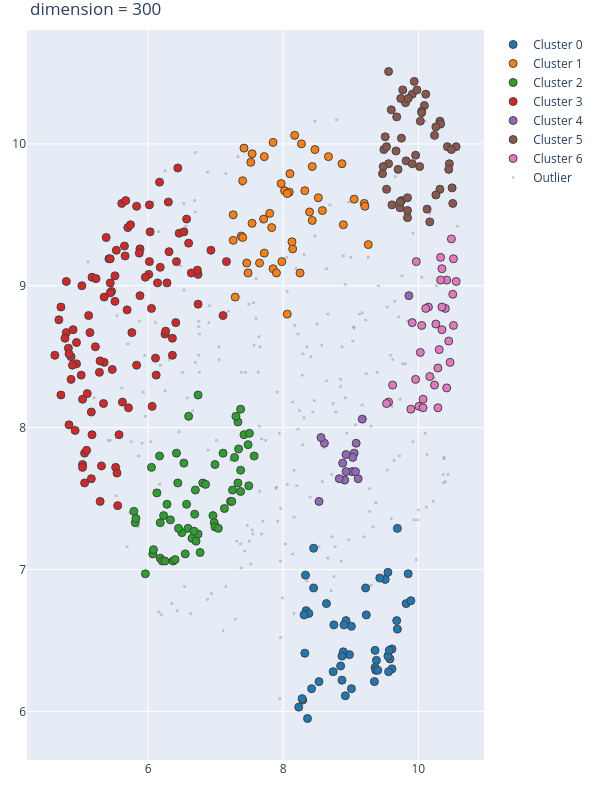 dimension = 300
Cluster 0
Cluster 1
Cluster 2
Cluster 3
Cluster 4
Cluster 5
Cluster 6
Outlier
10
9
8
7
6
6
8
10